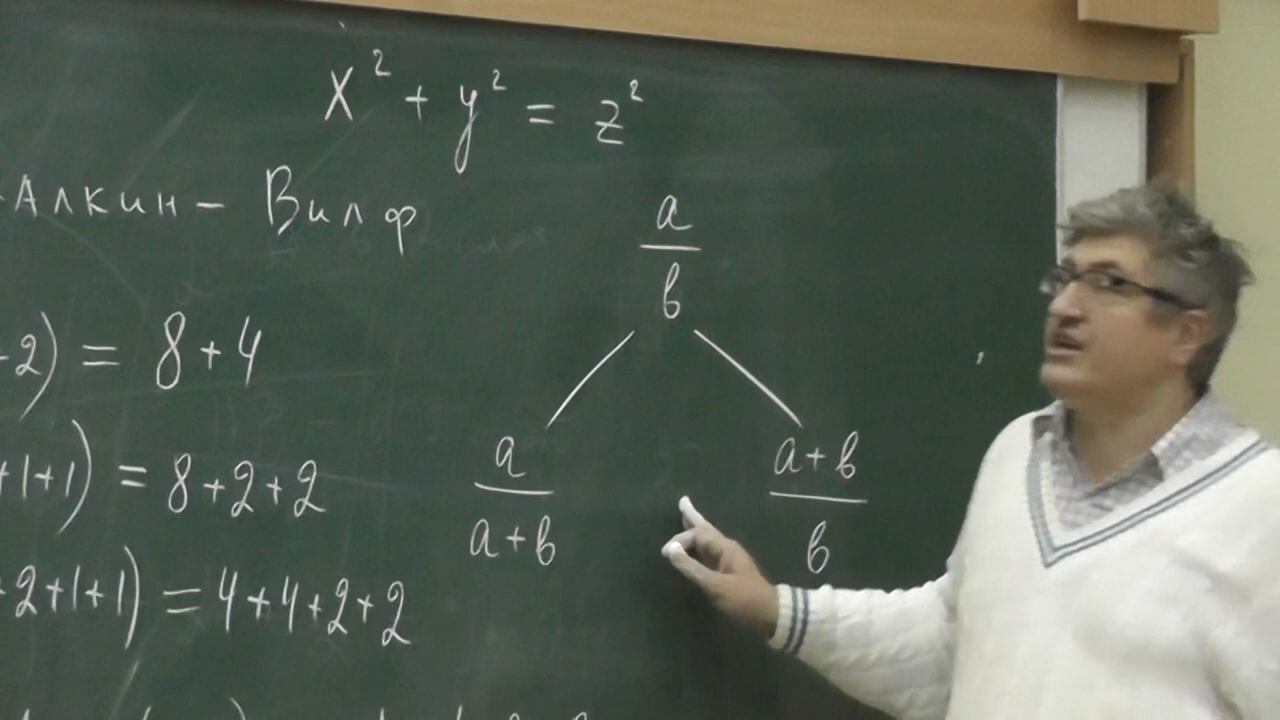 x² + y² = z²
-Алкин - Вилф
a
b
a
a+b
a+b
b
2) = 8+4
+1+1) = 8+2+2
2+1+1) = 4+4+2+2